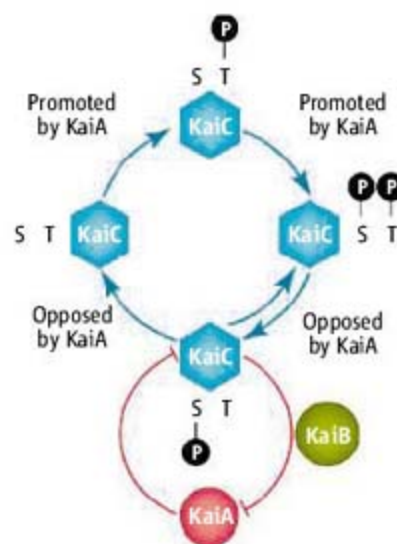 P
S T
Promoted
by KaiA
KaiC
Promoted
by KaiA
P P
S T
KaiC
KaiC
S T
Opposed
by KaiA
KaiC
Opposed
by KaiA
S T
P
KaiB
KaiA